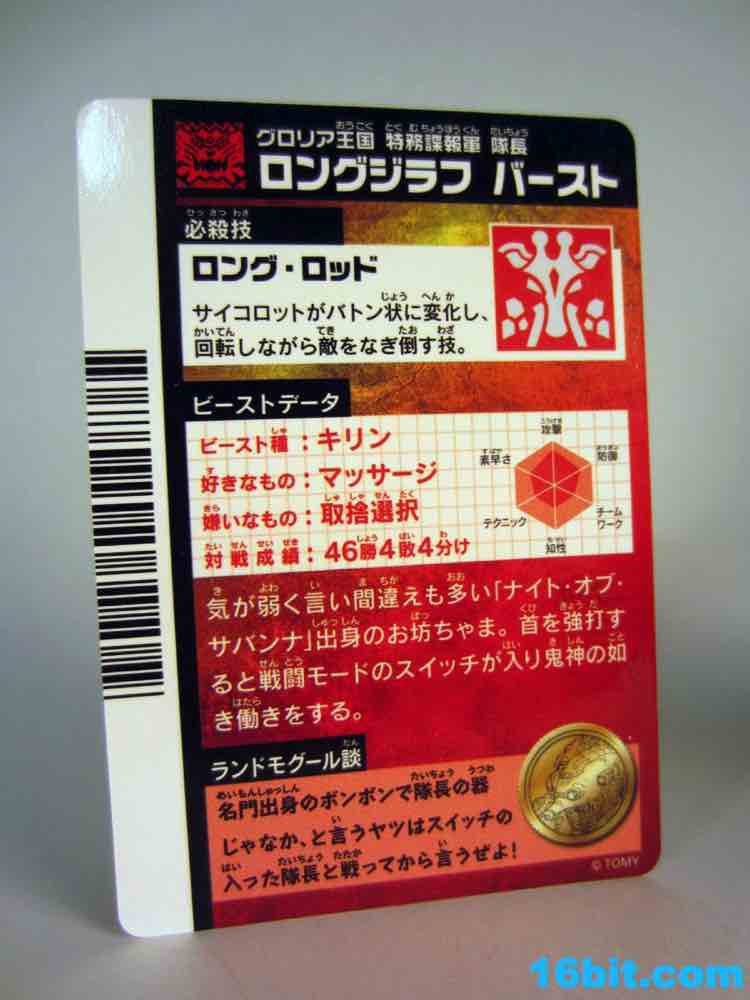 グロリア王国 特務諜報軍 隊長
ロングジラフ バースト
必殺技
ロング・ロッド
サイコロットがバトン状に変化し、
回転しながら敵をなぎ倒す技。
ビーストデータ
ビースト種：キリン
好きなもの：マッサージ
嫌いなもの：取捨選択
対戦成績：46勝4敗4分け
攻撃
防御
チーム
ワーク
知性
テクニック
素早さ
気が弱く言い間違えも多い「ナイト・オブ・
サバンナ」出身のお坊ちゃま。首を強打す
ると戦闘モードのスイッチが入り鬼神の如
き働きをする。
ランドモグール談
名門出身のボンボンで隊長の器
じゃなか、と言うヤツはスイッチの
入った隊長と戦ってから言うぜよ！
© TOMY
16bit.com